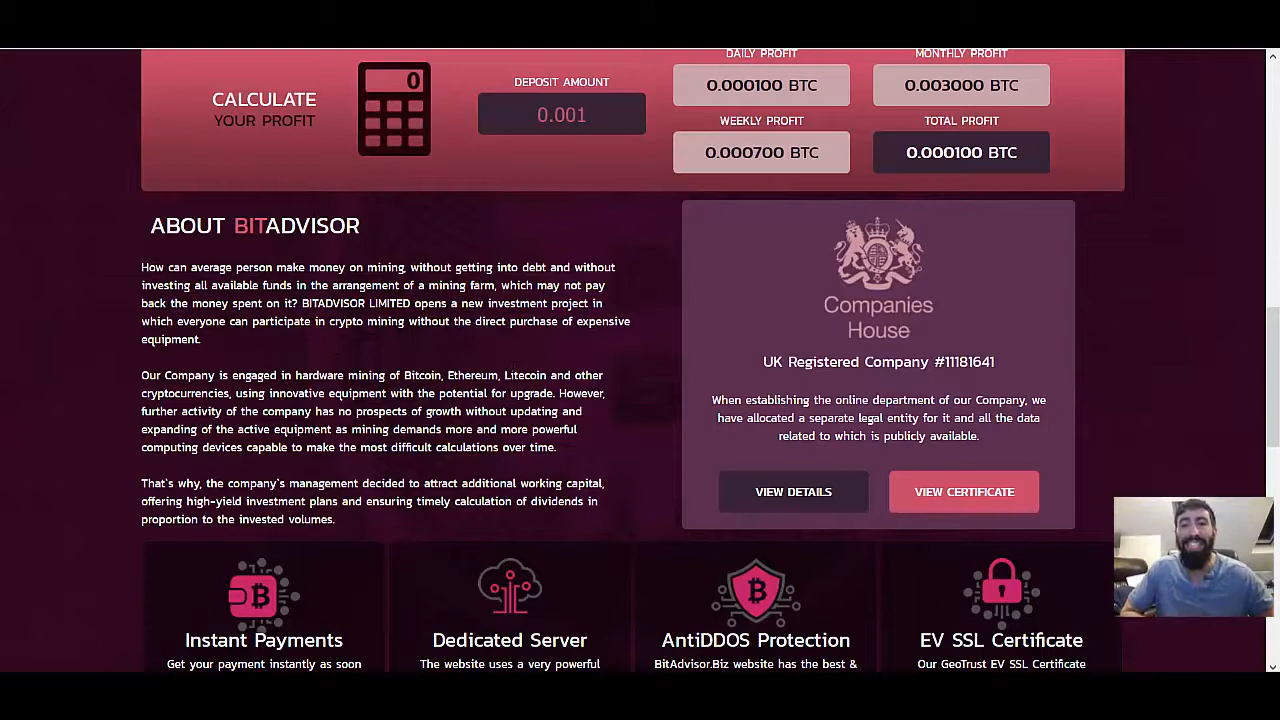 DAILY PROFIT
MONTHLY PROFIT
0
DEPOSIT AMOUNT
0.000100 BTC
0.003000 BTC
CALCULATE
YOUR PROFIT
0.001
WEEKLY PROFIT
TOTAL PROFIT
0.000700 BTC
0.000100 BTC
ABOUT BITADVISOR
How can average person make money on mining, without getting into debt and without
investing all available funds in the arrangement of a mining farm, which may not pay
back the money spent on it? BITADVISOR LIMITED opens a new investment project in
which everyone can participate in crypto mining without the direct purchase of expensive
equipment.
Our Company is engaged in hardware mining of Bitcoin, Ethereum, Litecoin and other
cryptocurrencies, using innovative equipment with the potential for upgrade. However,
further activity of the company has no prospects of growth without updating and
expanding of the active equipment as mining demands more and more powerful
computing devices capable to make the most difficult calculations over time.
That`s why, the company`s management decided to attract additional working capital,
offering high-yield investment plans and ensuring timely calculation of dividends in
proportion to the invested volumes.
Companies
House
UK Registered Company #11181641
When establishing the online department of our Company, we
have allocated a separate legal entity for it and all the data
related to which is publicly available.
VIEW DETAILS
VIEW CERTIFICATE
Instant Payments
Get your payment instantly as soon
Dedicated Server
The website uses a very powerful
AntiDDOS Protection
BitAdvisor.Biz website has the best &
EV SSL Certificate
Our GeoTrust EV SSL Certificate